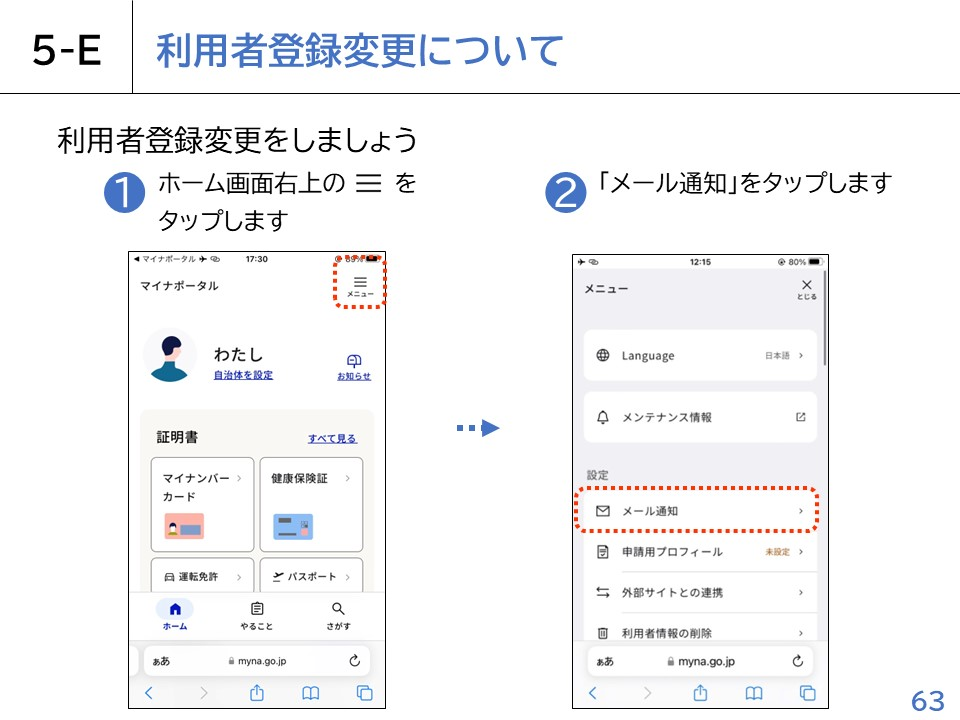 5-E
利用者登録変更について
利用者登録変更をしましょう
1
ホーム画面右上の ☰ を
タップします
2
「メール通知」をタップします
◀ マイナポータル
17:30
89%
マイナポータル
メニュー
わたし
自治体を設定
お知らせ
証明書
すべて見る
マイナンバー
カード
健康保険証
運転免許
パスポート
ホーム
やること
さがす
ぁあ
myna.go.jp
12:15
80%
メニュー
とじる
Language
日本語
メンテナンス情報
設定
メール通知
申請用プロフィール
未設定
外部サイトとの連携
利用者情報の削除
ぁあ
myna.go.jp
63